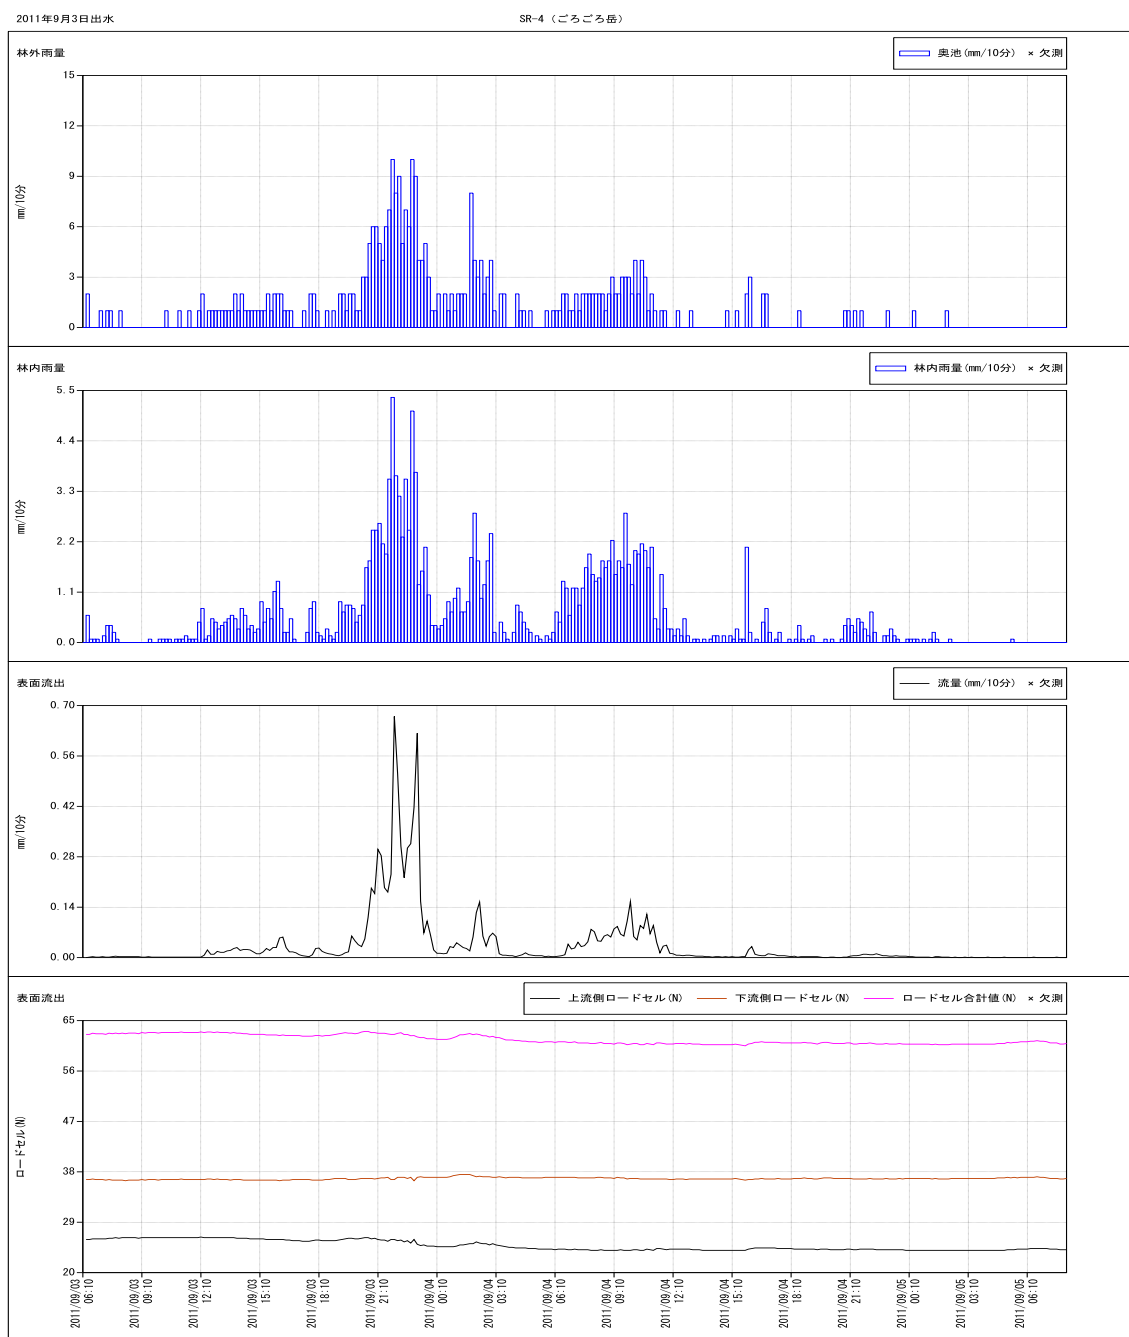 2011年9月3日出水
SR-4 (ごろごろ岳)
林外雨量
奥池(mm/10分) × 欠測
15
12
9
6
3
0
mm/10分
林内雨量
林内雨量(mm/10分) × 欠測
5.5
4.4
3.3
2.2
1.1
0.0
mm/10分
表面流出
流量(mm/10分) × 欠測
0.70
0.56
0.42
0.28
0.14
0.00
mm/10分
表面流出
上流側ロードセル(N) 下流側ロードセル(N) ロードセル合計値(N) × 欠測
65
56
47
38
29
20
ロードセル(N)
2011/09/03 06:10
2011/09/03 09:10
2011/09/03 12:10
2011/09/03 15:10
2011/09/03 18:10
2011/09/03 21:10
2011/09/04 00:10
2011/09/04 03:10
2011/09/04 06:10
2011/09/04 09:10
2011/09/04 12:10
2011/09/04 15:10
2011/09/04 18:10
2011/09/04 21:10
2011/09/05 00:10
2011/09/05 03:10
2011/09/05 06:10